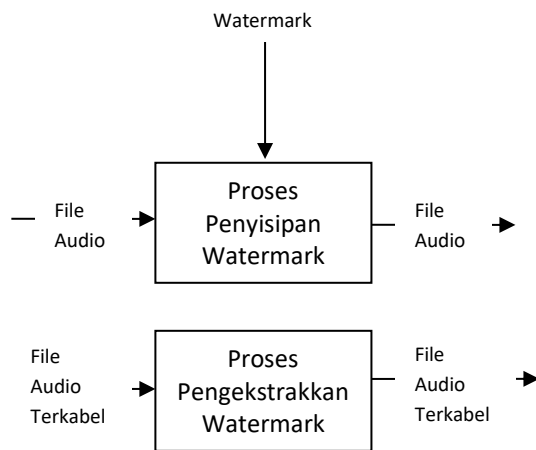 Watermark
File
Audio
Proses
Penyisipan
Watermark
File
Audio
File
Audio
Terkabel
Proses
Pengekstrakkan
Watermark
File
Audio
Terkabel